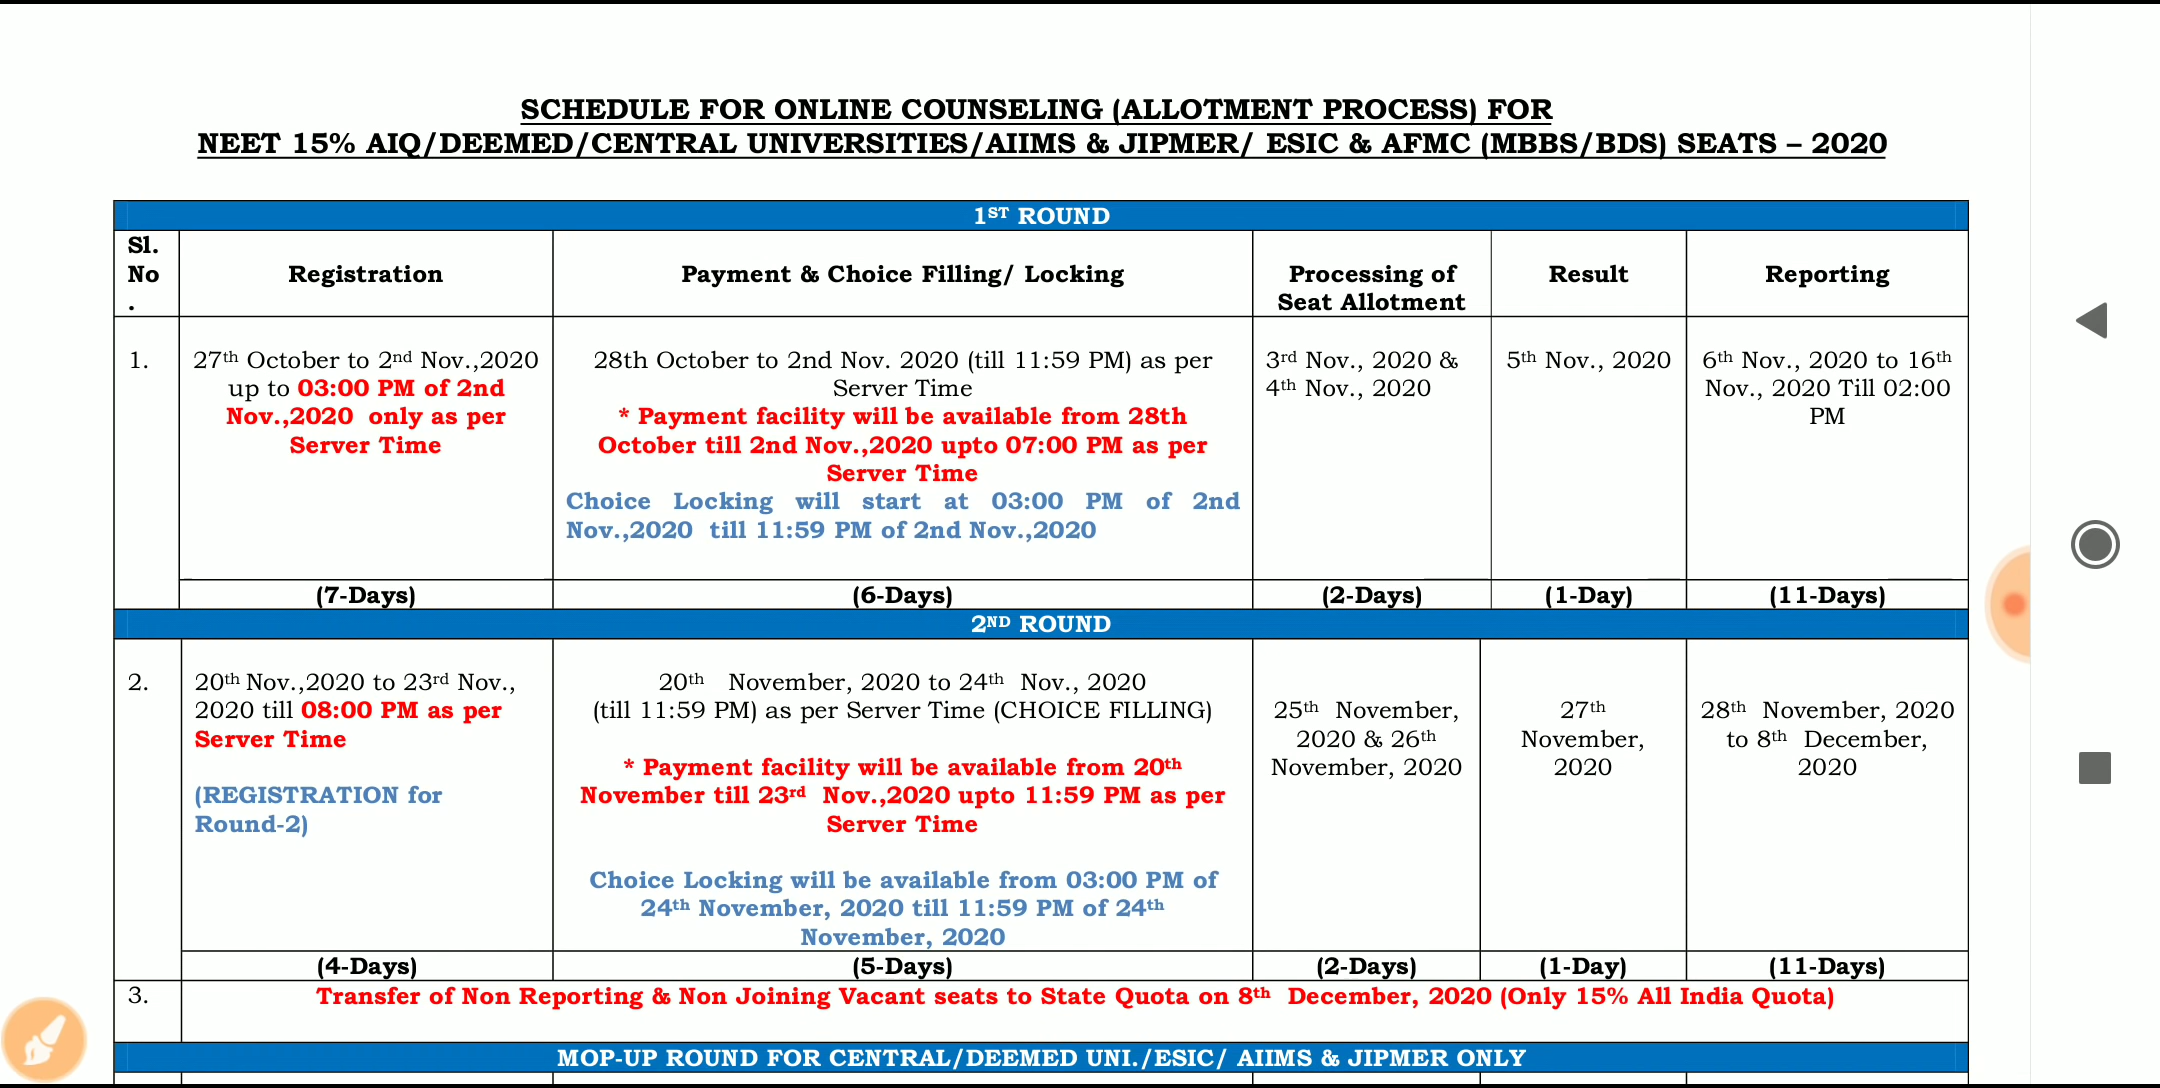 SCHEDULE FOR ONLINE COUNSELING (ALLOTMENT PROCESS) FOR
NEET 15% AIQ/DEEMED/CENTRAL UNIVERSITIES/AIIMS & JIPMER/ ESIC & AFMC (MBBS/BDS) SEATS – 2020
1ST ROUND
Sl.
No
.
Registration
Payment & Choice Filling/ Locking
Processing of
Seat Allotment
Result
Reporting
1.
27th October to 2nd Nov.,2020
up to 03:00 PM of 2nd
Nov.,2020 only as per
Server Time
28th October to 2nd Nov. 2020 (till 11:59 PM) as per
Server Time
* Payment facility will be available from 28th
October till 2nd Nov.,2020 upto 07:00 PM as per
Server Time
Choice Locking will start at 03:00 PM of 2nd
Nov.,2020 till 11:59 PM of 2nd Nov.,2020
3rd Nov., 2020 &
4th Nov., 2020
5th Nov., 2020
6th Nov., 2020 to 16th
Nov., 2020 Till 02:00
PM
(7-Days)
(6-Days)
(2-Days)
(1-Day)
(11-Days)
2ND ROUND
2.
20th Nov.,2020 to 23rd Nov.,
2020 till 08:00 PM as per
Server Time
(REGISTRATION for
Round-2)
20th November, 2020 to 24th Nov., 2020
(till 11:59 PM) as per Server Time (CHOICE FILLING)
* Payment facility will be available from 20th
November till 23rd Nov.,2020 upto 11:59 PM as per
Server Time
Choice Locking will be available from 03:00 PM of
24th November, 2020 till 11:59 PM of 24th
November, 2020
25th November,
2020 & 26th
November, 2020
27th
November,
2020
28th November, 2020
to 8th December,
2020
(4-Days)
(5-Days)
(2-Days)
(1-Day)
(11-Days)
3.
Transfer of Non Reporting & Non Joining Vacant seats to State Quota on 8th December, 2020 (Only 15% All India Quota)
MOP-UP ROUND FOR CENTRAL/DEEMED UNI./ESIC/ AIIMS & JIPMER ONLY